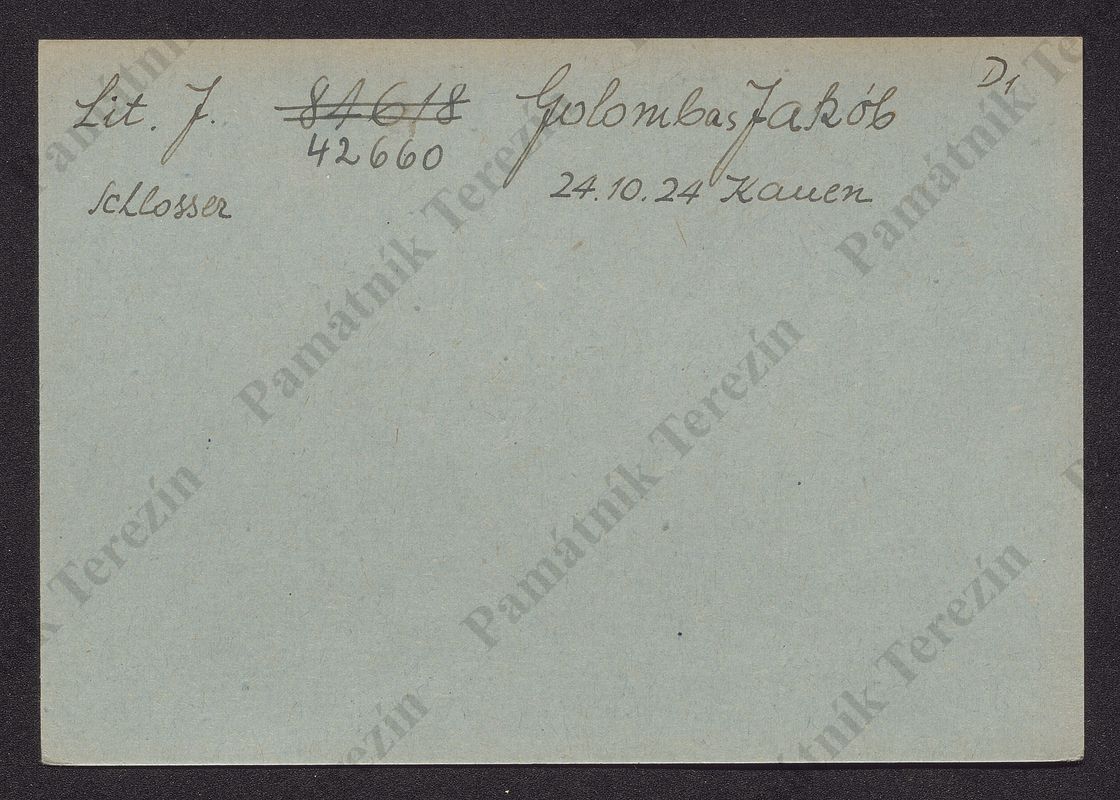 Lit. J. 84618 Golombas Jakób D1
42660
Schlosser 24.10.24 Kauen
Památník Terezín